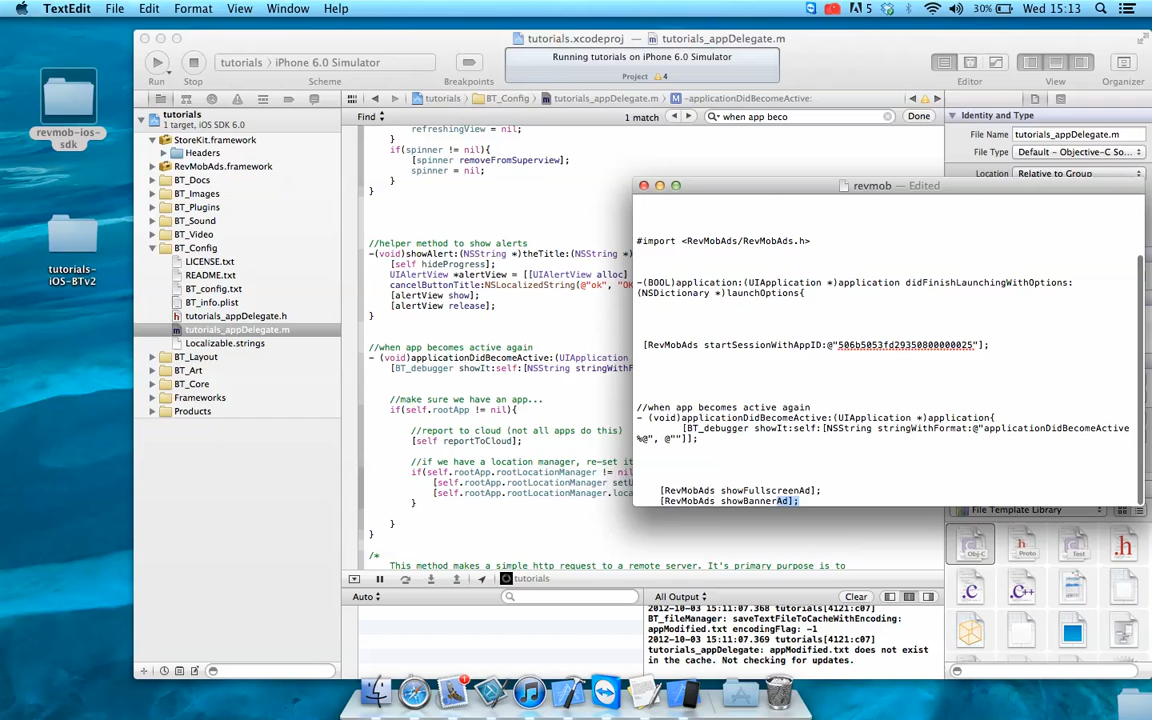 TextEdit File Edit Format View Window Help
5 30% Wed 15:13
tutorials.xcodeproj — tutorials_appDelegate.m
Run Stop
tutorials iPhone 6.0 Simulator
Scheme
Breakpoints
Running tutorials on iPhone 6.0 Simulator
Project 4
Editor View Organizer
tutorials
1 target, iOS SDK 6.0
StoreKit.framework
Headers
RevMobAds.framework
BT_Docs
BT_Images
BT_Plugins
BT_Sound
BT_Video
BT_Config
LICENSE.txt
README.txt
BT_config.txt
BT_info.plist
tutorials_appDelegate.h
tutorials_appDelegate.m
Localizable.strings
BT_Layout
BT_Art
BT_Core
Frameworks
Products
revmob-ios-
sdk
tutorials-
iOS-BTv2
tutorials BT_Config tutorials_appDelegate.m M -applicationDidBecomeActive:
Find 1 match when app beco Done
refreshingView = nil;
}
if(spinner != nil){
[spinner removeFromSuperview];
spinner = nil;
}
}
//helper method to show alerts
-(void)showAlert:(NSString *)theTitle:(NSString *
[self hideProgress];
UIAlertView *alertView = [[UIAlertView alloc]
cancelButtonTitle:NSLocalizedString(@"ok", "OK
[alertView show];
[alertView release];
}
//when app becomes active again
- (void)applicationDidBecomeActive:(UIApplication
[BT_debugger showIt:self:[NSString stringWithF
//make sure we have an app...
if(self.rootApp != nil){
//report to cloud (not all apps do this)
[self reportToCloud];
//if we have a location manager, re-set it
if(self.rootApp.rootLocationManager != nil
[self.rootApp.rootLocationManager setU
[self.rootApp.rootLocationManager.loca
}
}
}
/*
This method makes a simple http request to a remote server. It's primary purpose is to
revmob — Edited
#import <RevMobAds/RevMobAds.h>
-(BOOL)application:(UIApplication *)application didFinishLaunchingWithOptions:
(NSDictionary *)launchOptions{
[RevMobAds startSessionWithAppID:@"506b5053fd29350800000025"];
//when app becomes active again
- (void)applicationDidBecomeActive:(UIApplication *)application{
[BT_debugger showIt:self:[NSString stringWithFormat:@"applicationDidBecomeActive
%@", @""]];
[RevMobAds showFullscreenAd];
[RevMobAds showBannerAd];
Identity and Type
File Name tutorials_appDelegate.m
File Type Default - Objective-C So...
Location Relative to Group
File Template Library
Obj-C Proto Test .h
.c .c++
tutorials
Auto
All Output Clear
2012-10-03 15:11:07.368 tutorials[4121:c07]
BT_fileManager: saveTextFileToCacheWithEncoding:
appModified.txt encodingFlag: -1
2012-10-03 15:11:07.369 tutorials[4121:c07]
tutorials_appDelegate: appModified.txt does not exist
in the cache. Not checking for updates.